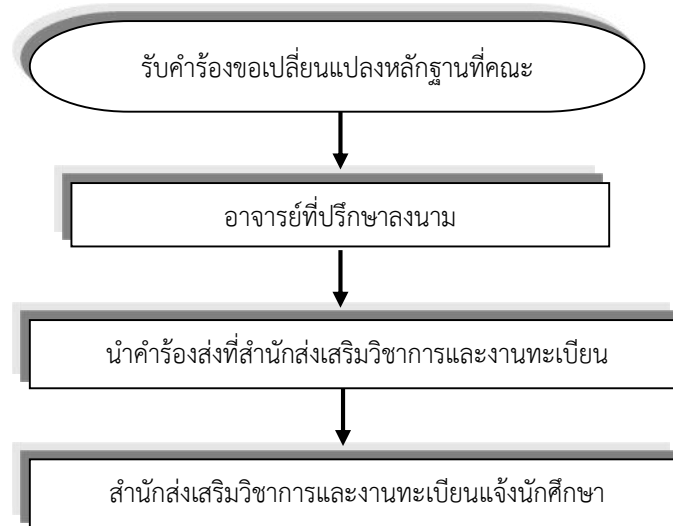 รับคำร้องขอเปลี่ยนแปลงหลักฐานที่คณะ
อาจารย์ที่ปรึกษาลงนาม
นำคำร้องส่งที่สำนักส่งเสริมวิชาการและงานทะเบียน
สำนักส่งเสริมวิชาการและงานทะเบียนแจ้งนักศึกษา